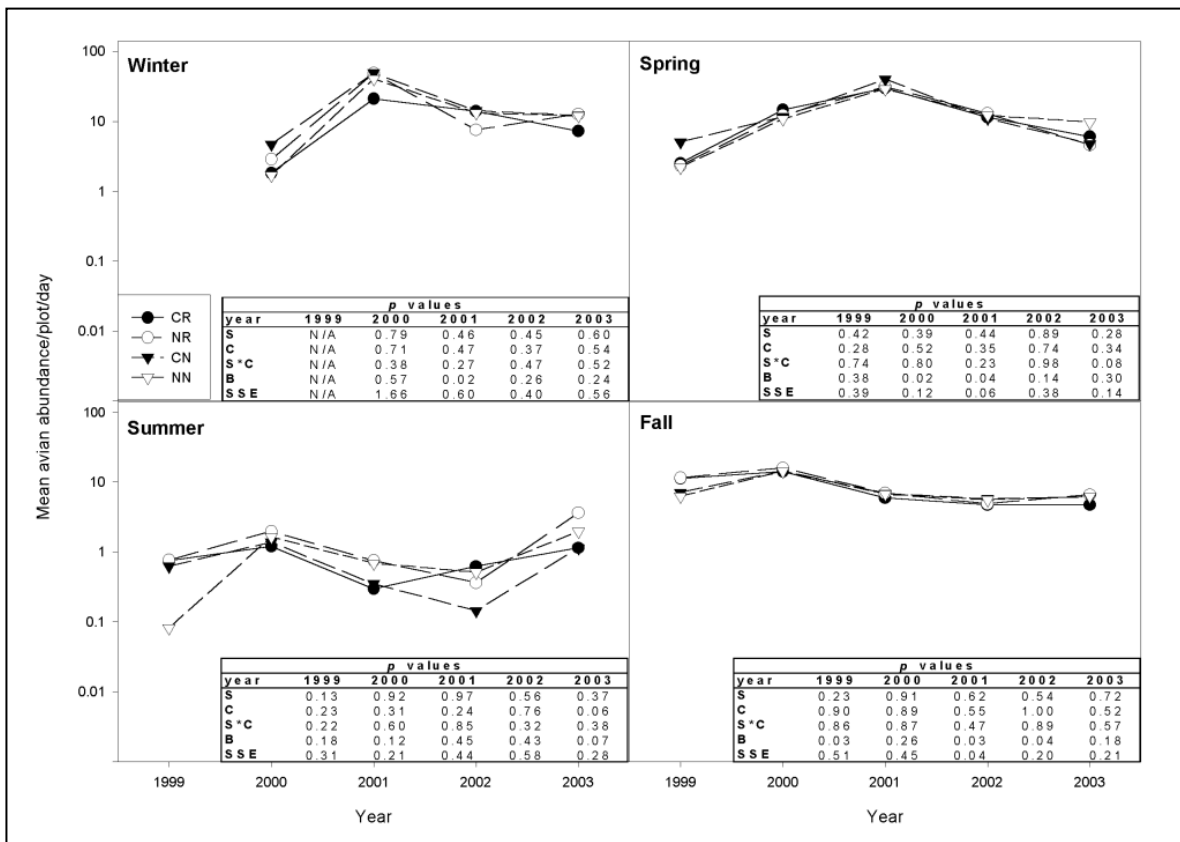 Mean avian abundance/plot/day
Winter
100
10
1
0.1
0.01
CR
NR
CN
NN
p values
year 1999 2000 2001 2002 2003
S N/A 0.79 0.46 0.45 0.60
C N/A 0.71 0.47 0.37 0.54
S*C N/A 0.38 0.27 0.47 0.52
B N/A 0.57 0.02 0.26 0.24
SSE N/A 1.66 0.60 0.40 0.56
Spring
p values
year 1999 2000 2001 2002 2003
S 0.42 0.39 0.44 0.89 0.28
C 0.28 0.52 0.35 0.74 0.34
S*C 0.74 0.80 0.23 0.98 0.08
B 0.38 0.02 0.04 0.14 0.30
SSE 0.39 0.12 0.06 0.38 0.14
Summer
100
10
1
0.1
0.01
p values
year 1999 2000 2001 2002 2003
S 0.13 0.92 0.97 0.56 0.37
C 0.23 0.31 0.24 0.76 0.06
S*C 0.22 0.60 0.85 0.32 0.38
B 0.18 0.12 0.45 0.43 0.07
SSE 0.31 0.21 0.44 0.58 0.28
1999 2000 2001 2002 2003
Year
Fall
p values
year 1999 2000 2001 2002 2003
S 0.23 0.91 0.62 0.54 0.72
C 0.90 0.89 0.55 1.00 0.52
S*C 0.86 0.87 0.47 0.89 0.57
B 0.03 0.26 0.03 0.04 0.18
SSE 0.51 0.45 0.04 0.20 0.21
1999 2000 2001 2002 2003
Year